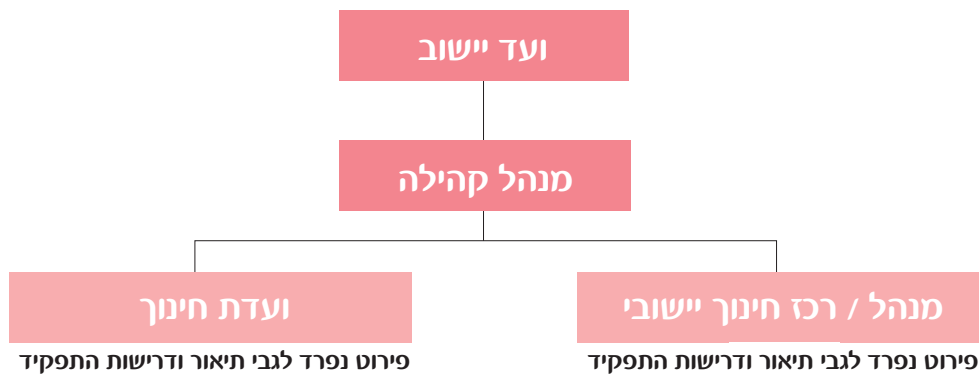 ועד יישוב
מנהל קהילה
מנהל / רכז חינוך יישובי
פירוט נפרד לגבי תיאור ודרישות התפקיד
ועדת חינוך
פירוט נפרד לגבי תיאור ודרישות התפקיד